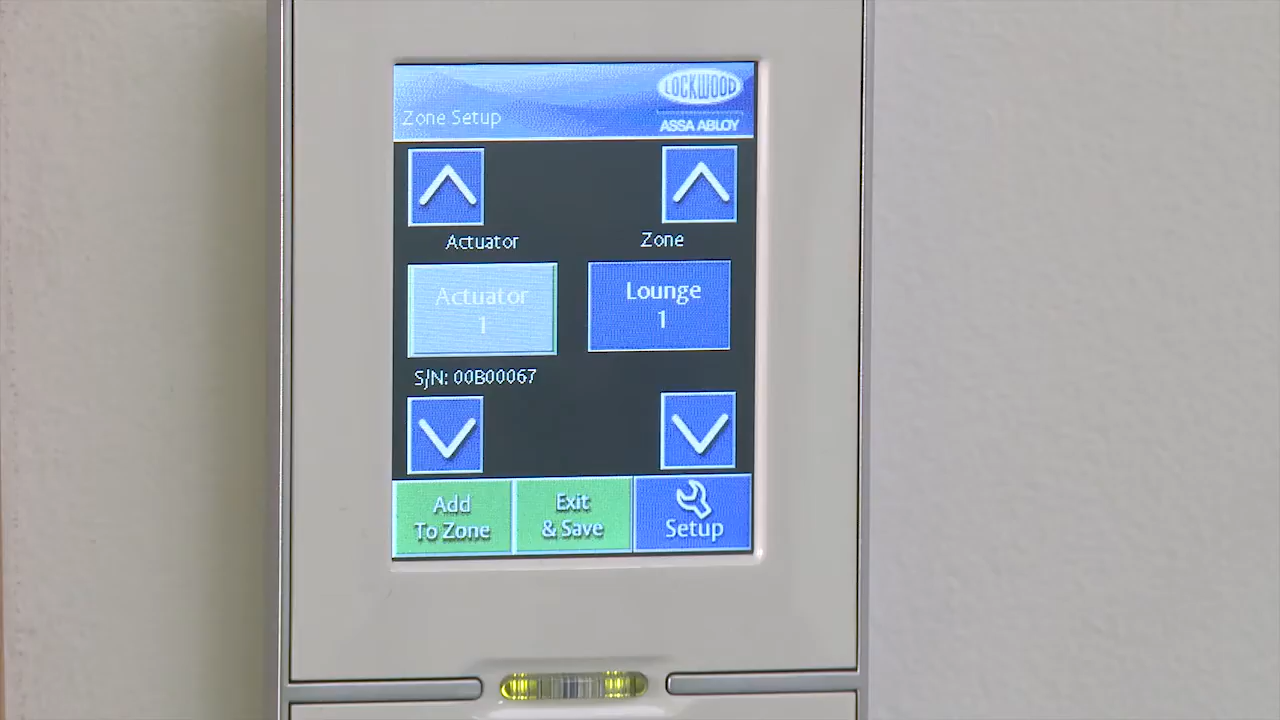 LOCKWOOD
Zone Setup
ASSA ABLOY
Actuator
Zone
Actuator
1
Lounge
1
S/N: 00B00067
Add
To Zone
Exit
& Save
Setup